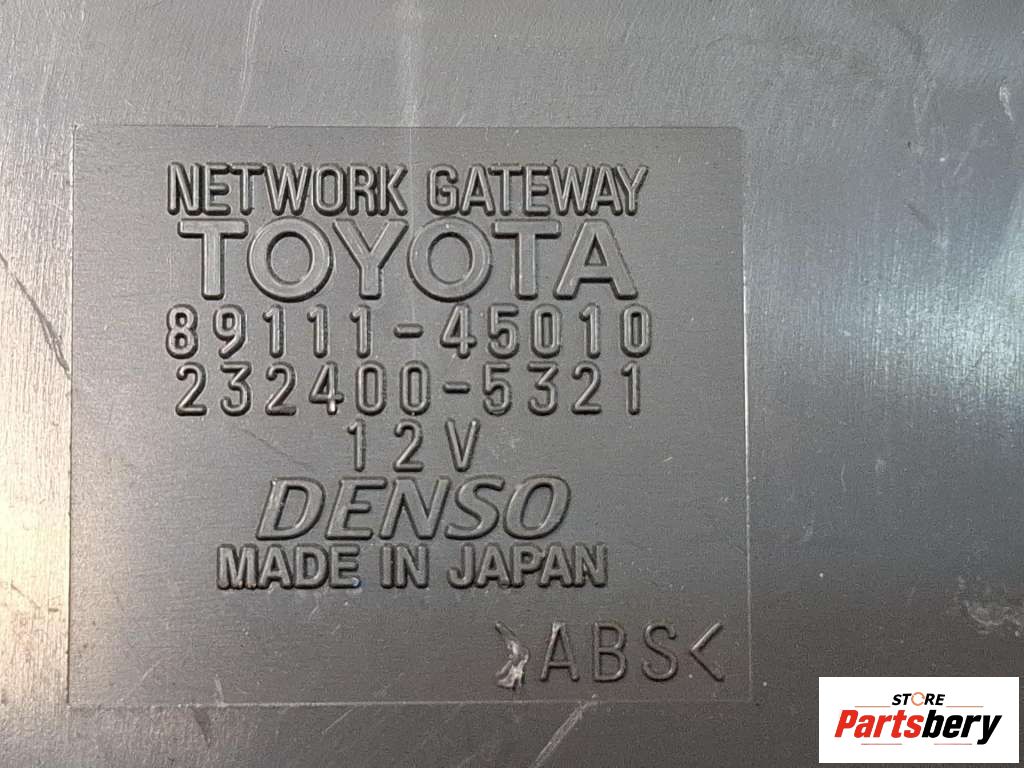 NETWORK GATEWAY
TOYOTA
89111-45010
232400-5321
12V
DENSO
MADE IN JAPAN
>ABS<
STORE
Partsbery